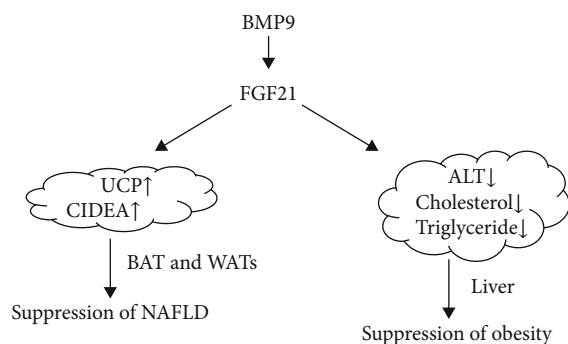 BMP9
FGF21
UCP↑
CIDEA↑
ALT↓
Cholesterol↓
Triglyceride↓
BAT and WATs
Liver
Suppression of NAFLD
Suppression of obesity